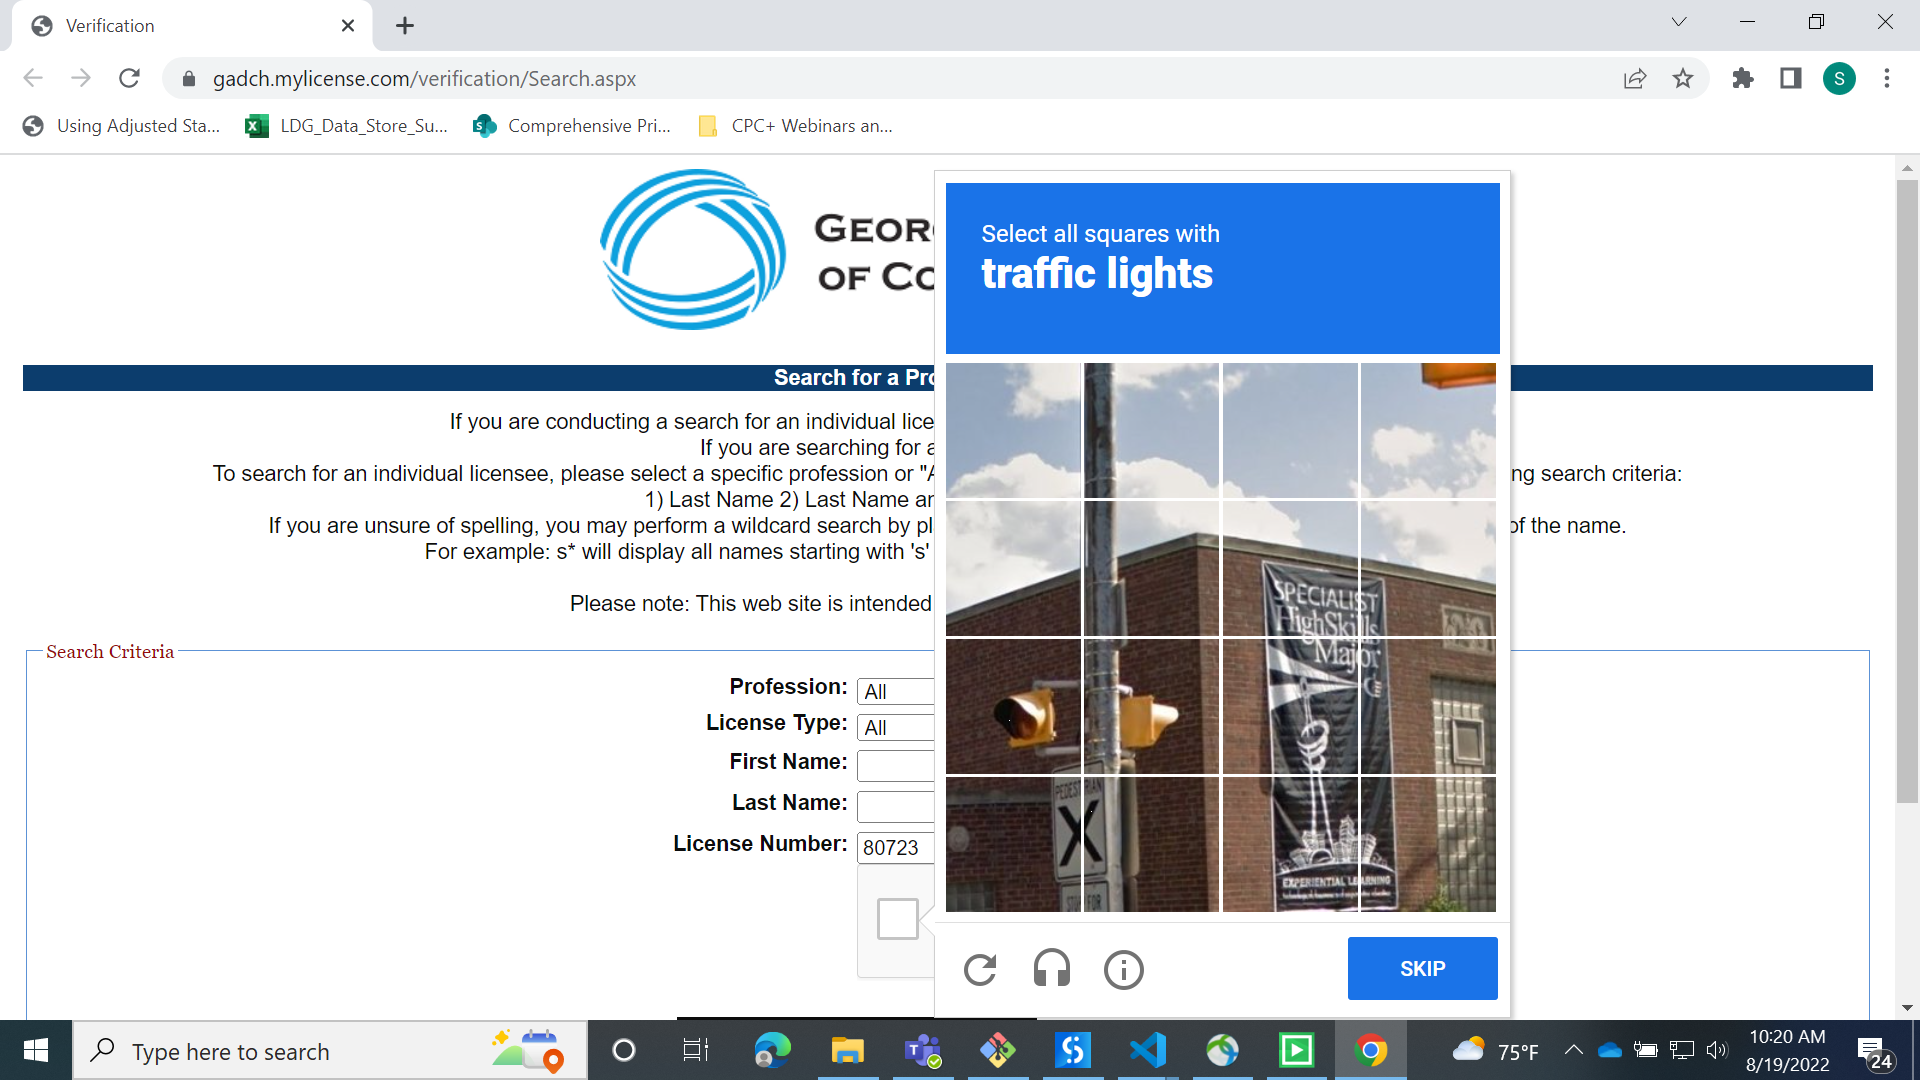 Verification
gadch.mylicense.com/verification/Search.aspx
S
Using Adjusted Sta...
LDG_Data_Store_Su...
Comprehensive Pri...
CPC+ Webinars an...
GEOR
OF CO
Select all squares with
traffic lights
Search for a Pro
If you are conducting a search for an individual lice
If you are searching for a
To search for an individual licensee, please select a specific profession or "A
ng search criteria:
1) Last Name 2) Last Name an
If you are unsure of spelling, you may perform a wildcard search by pl
of the name.
For example: s* will display all names starting with 's'
Please note: This web site is intended
SPECIALIST
HighSkills
Major
PEDESTRIAN
X
EXPERIENTIAL LEARNING
Search Criteria
Profession:
All
License Type:
All
First Name:
Last Name:
License Number:
80723
SKIP
Type here to search
75°F
10:20 AM
8/19/2022
24